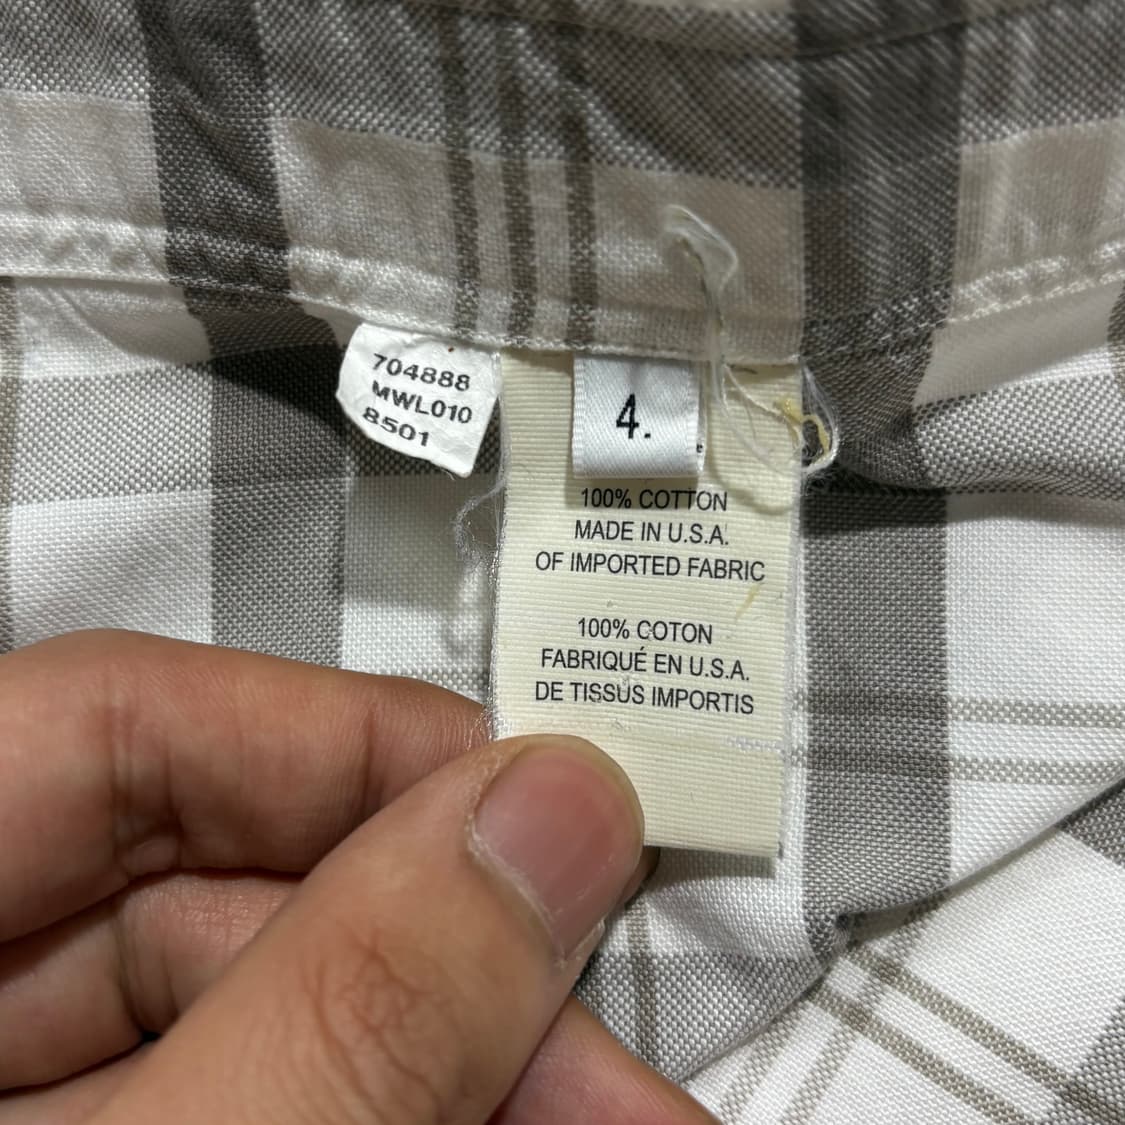 704888
MWL010
8501
4.
100% COTTON
MADE IN U.S.A.
OF IMPORTED FABRIC
100% COTON
FABRIQUÉ EN U.S.A.
DE TISSUS IMPORTIS